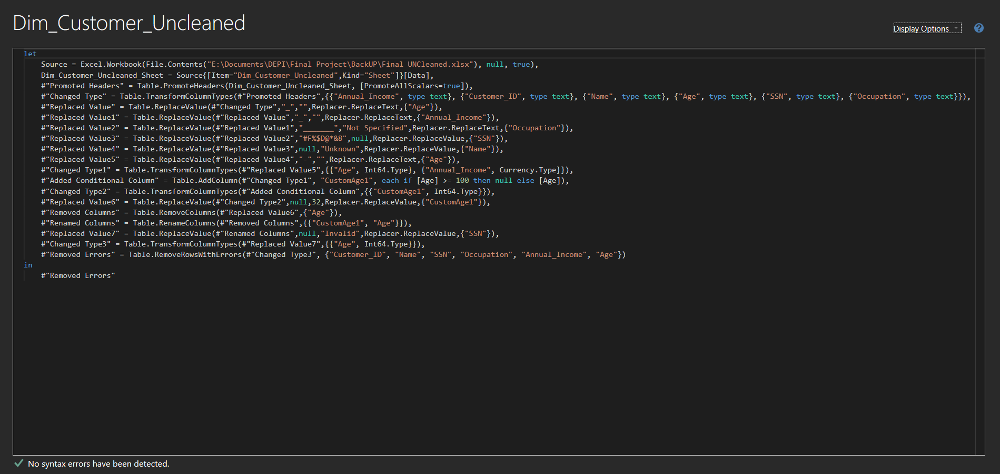 Dim_Customer_Uncleaned
Display Options
let
Source = Excel.Workbook(File.Contents("E:\Documents\DEPI\Final Project\BackUP\Final UNCleaned.xlsx"), null, true),
Dim_Customer_Uncleaned_Sheet = Source{[Item="Dim_Customer_Uncleaned",Kind="Sheet"]}[Data],
#"Promoted Headers" = Table.PromoteHeaders(Dim_Customer_Uncleaned_Sheet, [PromoteAllScalars=true]),
#"Changed Type" = Table.TransformColumnTypes(#"Promoted Headers",{{"Annual_Income", type text}, {"Customer_ID", type text}, {"Name", type text}, {"Age", type text}, {"SSN", type text}, {"Occupation", type text}}),
#"Replaced Value" = Table.ReplaceValue(#"Changed Type","_","",Replacer.ReplaceText,{"Age"}),
#"Replaced Value1" = Table.ReplaceValue(#"Replaced Value","_","",Replacer.ReplaceText,{"Annual_Income"}),
#"Replaced Value2" = Table.ReplaceValue(#"Replaced Value1","_______","Not Specified",Replacer.ReplaceText,{"Occupation"}),
#"Replaced Value3" = Table.ReplaceValue(#"Replaced Value2","#F%$D@*&8",null,Replacer.ReplaceValue,{"SSN"}),
#"Replaced Value4" = Table.ReplaceValue(#"Replaced Value3",null,"Unknown",Replacer.ReplaceValue,{"Name"}),
#"Replaced Value5" = Table.ReplaceValue(#"Replaced Value4","-","",Replacer.ReplaceText,{"Age"}),
#"Changed Type1" = Table.TransformColumnTypes(#"Replaced Value5",{{"Age", Int64.Type}, {"Annual_Income", Currency.Type}}),
#"Added Conditional Column" = Table.AddColumn(#"Changed Type1", "CustomAge1", each if [Age] >= 100 then null else [Age]),
#"Changed Type2" = Table.TransformColumnTypes(#"Added Conditional Column",{{"CustomAge1", Int64.Type}}),
#"Replaced Value6" = Table.ReplaceValue(#"Changed Type2",null,32,Replacer.ReplaceValue,{"CustomAge1"}),
#"Removed Columns" = Table.RemoveColumns(#"Replaced Value6",{"Age"}),
#"Renamed Columns" = Table.RenameColumns(#"Removed Columns",{{"CustomAge1", "Age"}}),
#"Replaced Value7" = Table.ReplaceValue(#"Renamed Columns",null,"Invalid",Replacer.ReplaceValue,{"SSN"}),
#"Changed Type3" = Table.TransformColumnTypes(#"Replaced Value7",{{"Age", Int64.Type}}),
#"Removed Errors" = Table.RemoveRowsWithErrors(#"Changed Type3", {"Customer_ID", "Name", "SSN", "Occupation", "Annual_Income", "Age"})
in
#"Removed Errors"
No syntax errors have been detected.